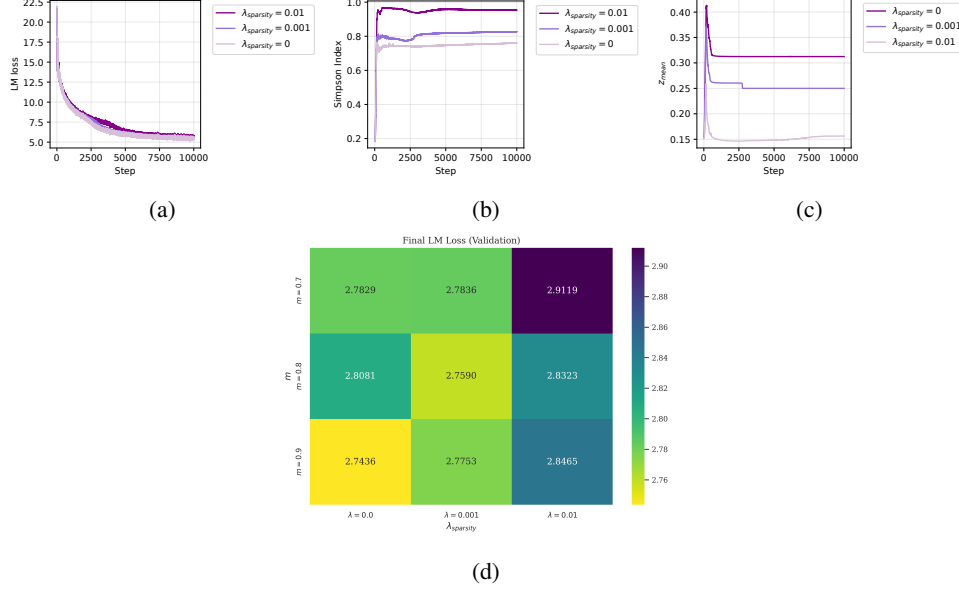 22.5
20.0
17.5
15.0
12.5
10.0
7.5
5.0
LM loss
0 2500 5000 7500 10000
Step
λsparsity = 0.01
λsparsity = 0.001
λsparsity = 0
(a)
1.0
0.8
0.6
0.4
0.2
Simpson Index
0 2500 5000 7500 10000
Step
λsparsity = 0.01
λsparsity = 0.001
λsparsity = 0
(b)
0.40
0.35
0.30
0.25
0.20
0.15
zmean
0 2500 5000 7500 10000
Step
λsparsity = 0
λsparsity = 0.001
λsparsity = 0.01
(c)
Final LM Loss (Validation)
m = 0.7
2.7829 2.7836 2.9119
m
m = 0.8
2.8081 2.7590 2.8323
m = 0.9
2.7436 2.7753 2.8465
λ = 0.0 λ = 0.001 λ = 0.01
λsparsity
2.90
2.88
2.86
2.84
2.82
2.80
2.78
2.76
(d)